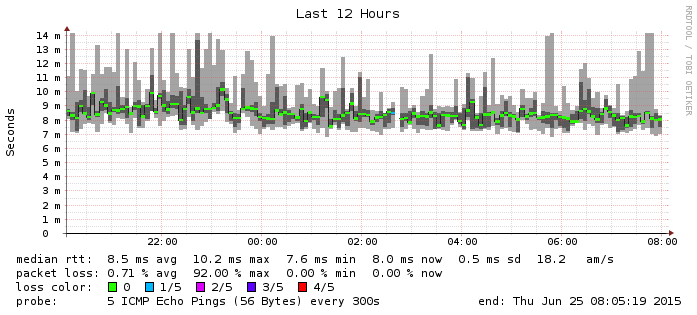 Last 12 Hours
RRDTOOL / TOBI OETIKER
Seconds
14 m
13 m
12 m
11 m
10 m
9 m
8 m
7 m
6 m
5 m
4 m
3 m
2 m
1 m
0
22:00 00:00 02:00 04:00 06:00 08:00
median rtt: 8.5 ms avg 10.2 ms max 7.6 ms min 8.0 ms now 0.5 ms sd 18.2 am/s
packet loss: 0.71 % avg 92.00 % max 0.00 % min 0.00 % now
loss color: 0 1/5 2/5 3/5 4/5
probe: 5 ICMP Echo Pings (56 Bytes) every 300s end: Thu Jun 25 08:05:19 2015